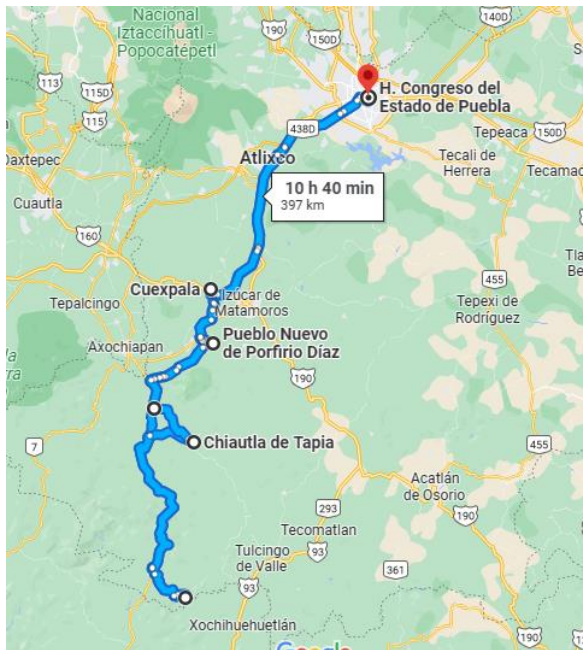 Nacional
Iztaccíhuatl -
Popocatépetl
190
150D
140D
113
115D
115
Daxtepec
H. Congreso del
Estado de Puebla
438D
Tepeaca
150D
Atlixco
Tecali de
Herrera
Tecamac
10 h 40 min
397 km
Cuautla
160
455
Cuexpala
Izúcar de
Matamoros
Tepalcingo
Tepexi de
Rodríguez
Axochiapan
Pueblo Nuevo
de Porfirio Díaz
190
7
Chiautla de Tapia
455
Acatlán
de Osorio
293
190
Tecomatlan
93
Tulcingo
de Valle
361
93
Xochihuehuetlán
190
190
Google